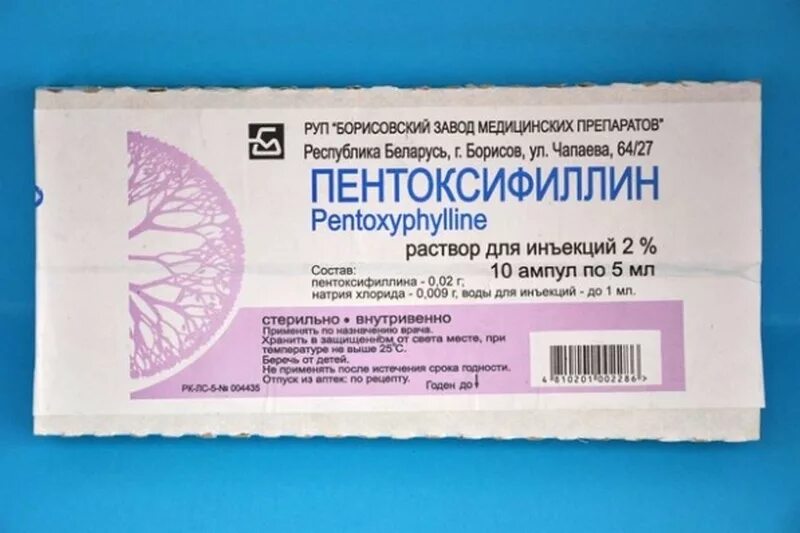 РУП "БОРИСОВСКИЙ ЗАВОД МЕДИЦИНСКИХ ПРЕПАРАТОВ"
Республика Беларусь, г. Борисов, ул. Чапаева, 64/27
ПЕНТОКСИФИЛЛИН
Pentoxyphylline
раствор для инъекций 2 %
10 ампул по 5 мл
Состав:
пентоксифиллина - 0,02 г,
натрия хлорида - 0,009 г, воды для инъекций - до 1 мл.
стерильно • внутривенно
Применять по назначению врача.
Хранить в защищенном от света месте, при
температуре не выше 25°С.
Беречь от детей.
Не применять после истечения срока годности.
Отпуск из аптек: по рецепту.
Годен до
РК-ЛС-5-№ 004435
4 810201 002286 >